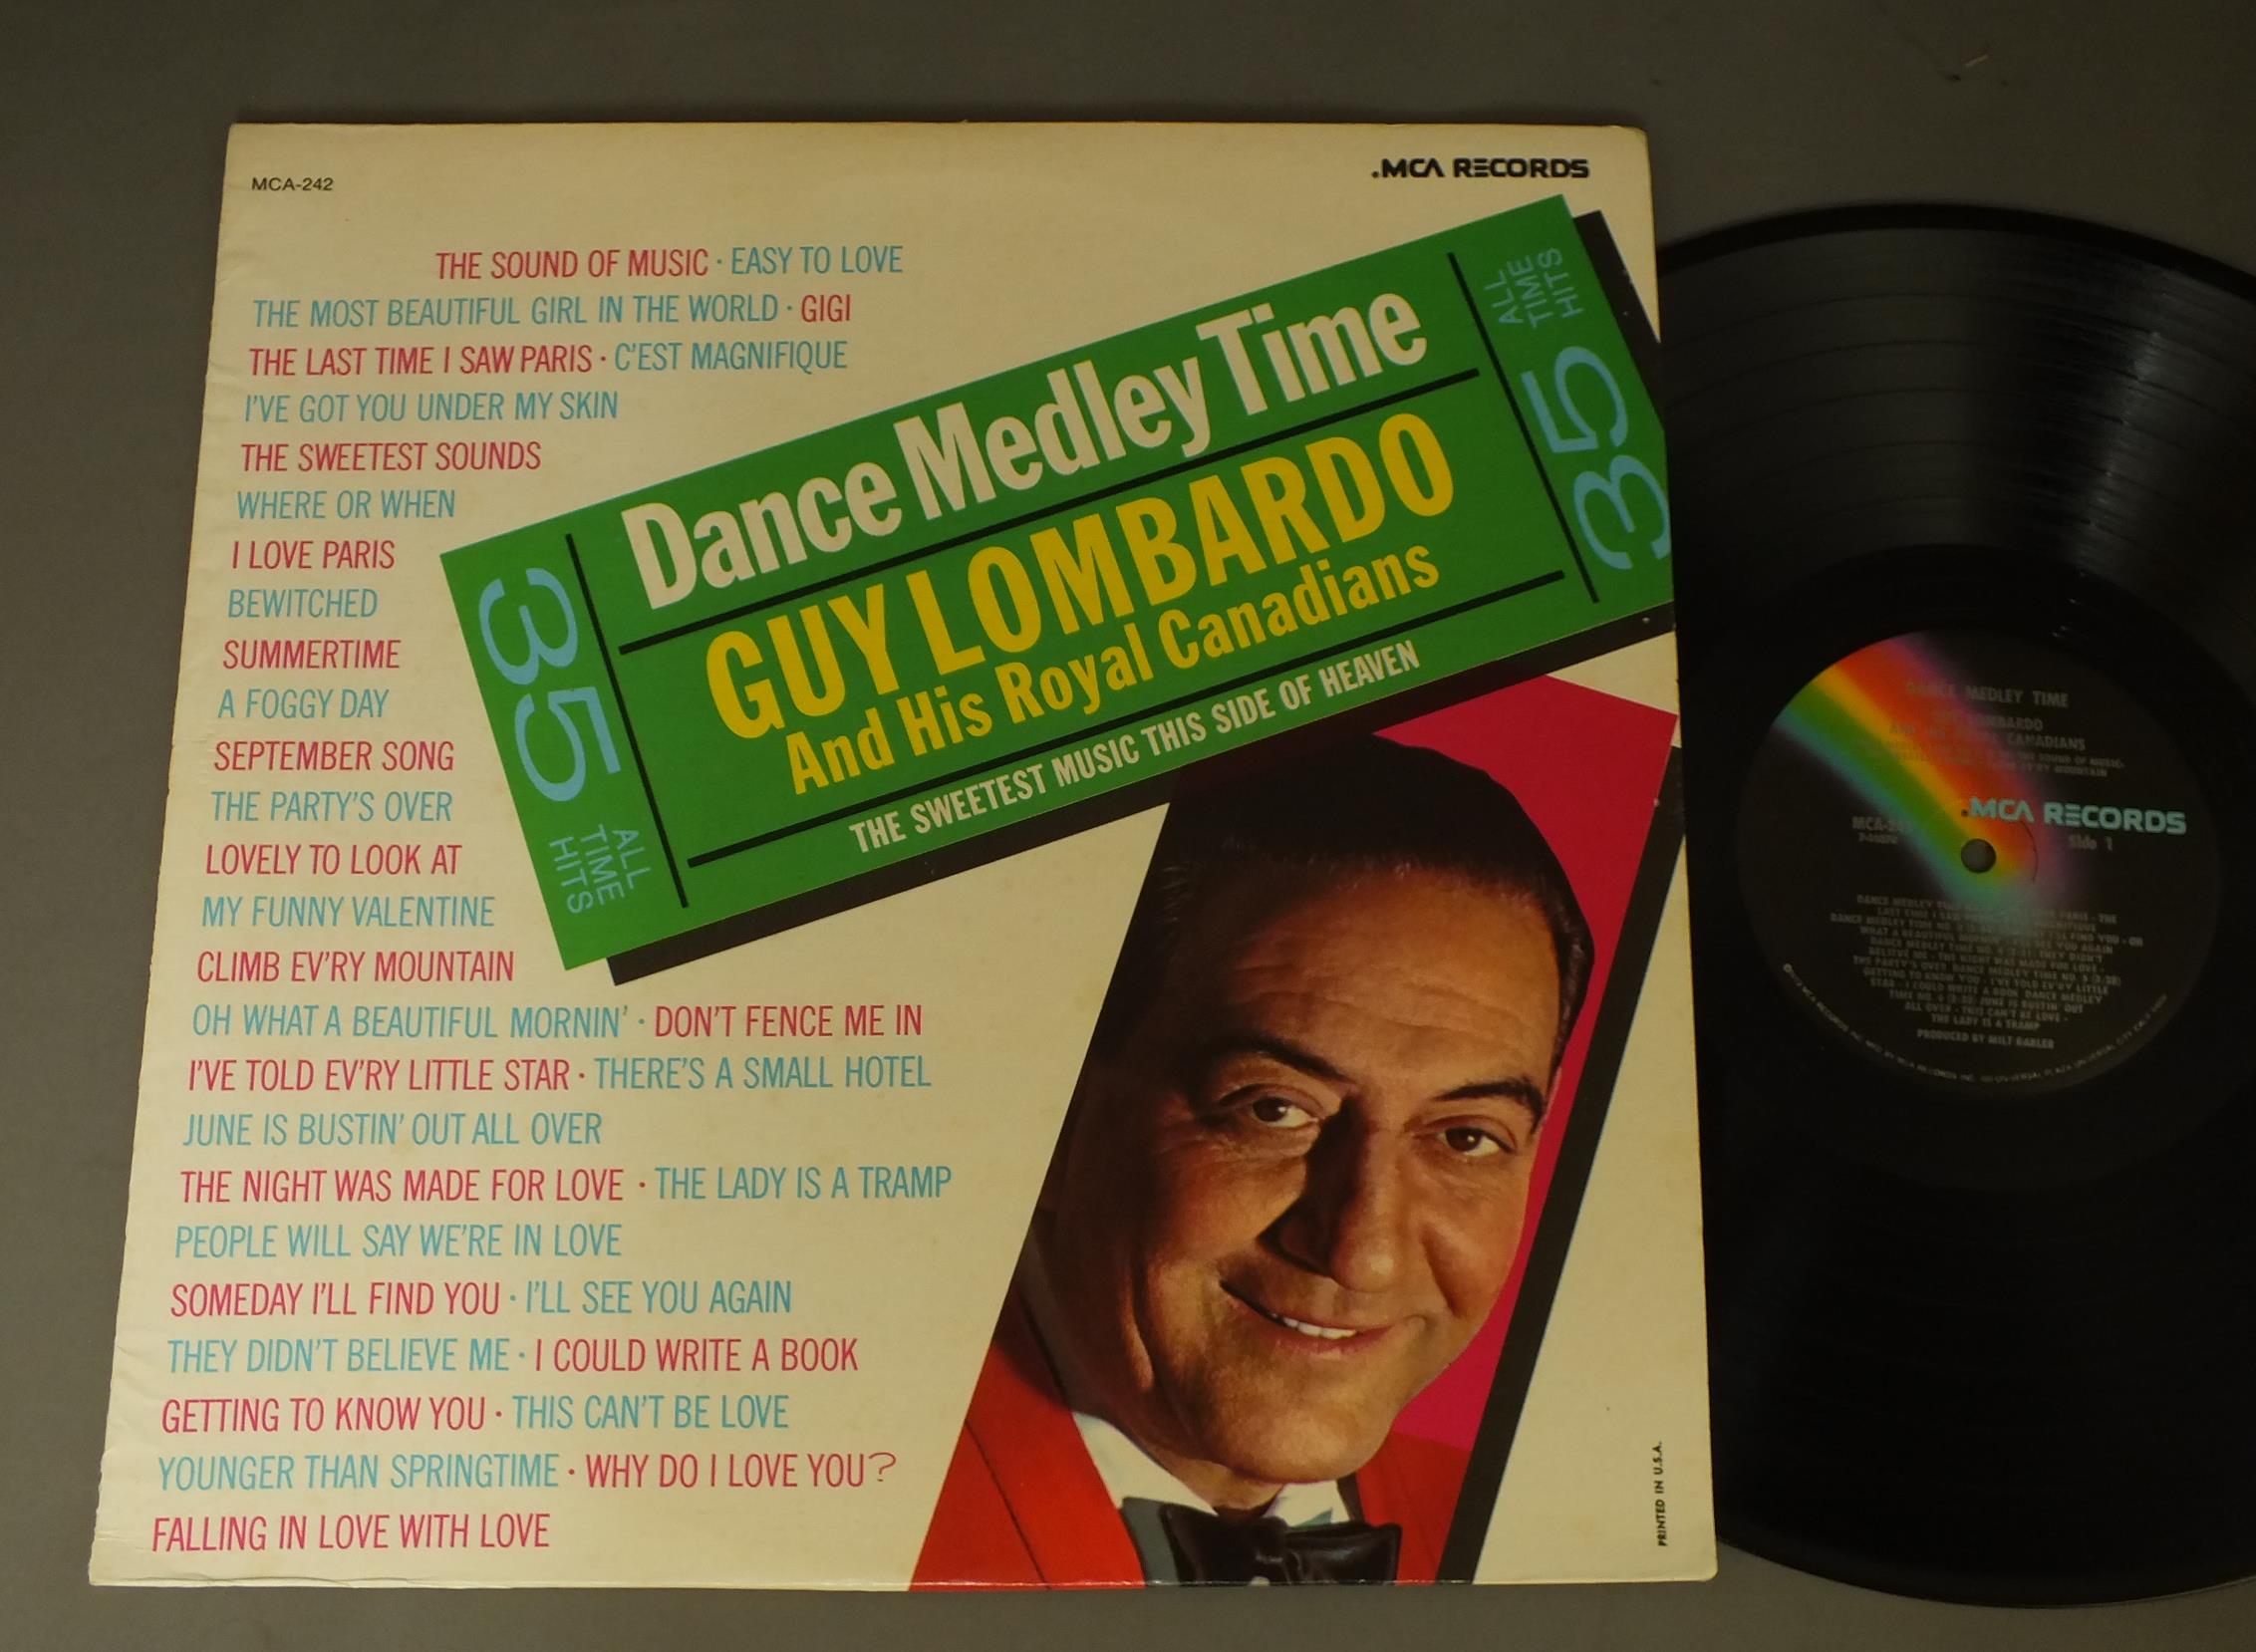 MCA-242
.MCA RECORDS
THE SOUND OF MUSIC · EASY TO LOVE
THE MOST BEAUTIFUL GIRL IN THE WORLD · GIGI
THE LAST TIME I SAW PARIS · C'EST MAGNIFIQUE
I'VE GOT YOU UNDER MY SKIN
THE SWEETEST SOUNDS
WHERE OR WHEN
I LOVE PARIS
BEWITCHED
SUMMERTIME
A FOGGY DAY
SEPTEMBER SONG
THE PARTY'S OVER
LOVELY TO LOOK AT
MY FUNNY VALENTINE
CLIMB EV'RY MOUNTAIN
OH WHAT A BEAUTIFUL MORNIN' · DON'T FENCE ME IN
I'VE TOLD EV'RY LITTLE STAR · THERE'S A SMALL HOTEL
JUNE IS BUSTIN' OUT ALL OVER
THE NIGHT WAS MADE FOR LOVE · THE LADY IS A TRAMP
PEOPLE WILL SAY WE'RE IN LOVE
SOMEDAY I'LL FIND YOU · I'LL SEE YOU AGAIN
THEY DIDN'T BELIEVE ME · I COULD WRITE A BOOK
GETTING TO KNOW YOU · THIS CAN'T BE LOVE
YOUNGER THAN SPRINGTIME · WHY DO I LOVE YOU?
FALLING IN LOVE WITH LOVE
35
ALL
TIME
HITS
Dance Medley Time
GUY LOMBARDO
And His Royal Canadians
THE SWEETEST MUSIC THIS SIDE OF HEAVEN
35
ALL
TIME
HITS
PRINTED IN U.S.A.
DANCE MEDLEY TIME
LOMBARDO
CANADIANS
.MCA RECORDS
Side 1
THE LADY IS A TRAMP
PRODUCED BY MILT GABLER